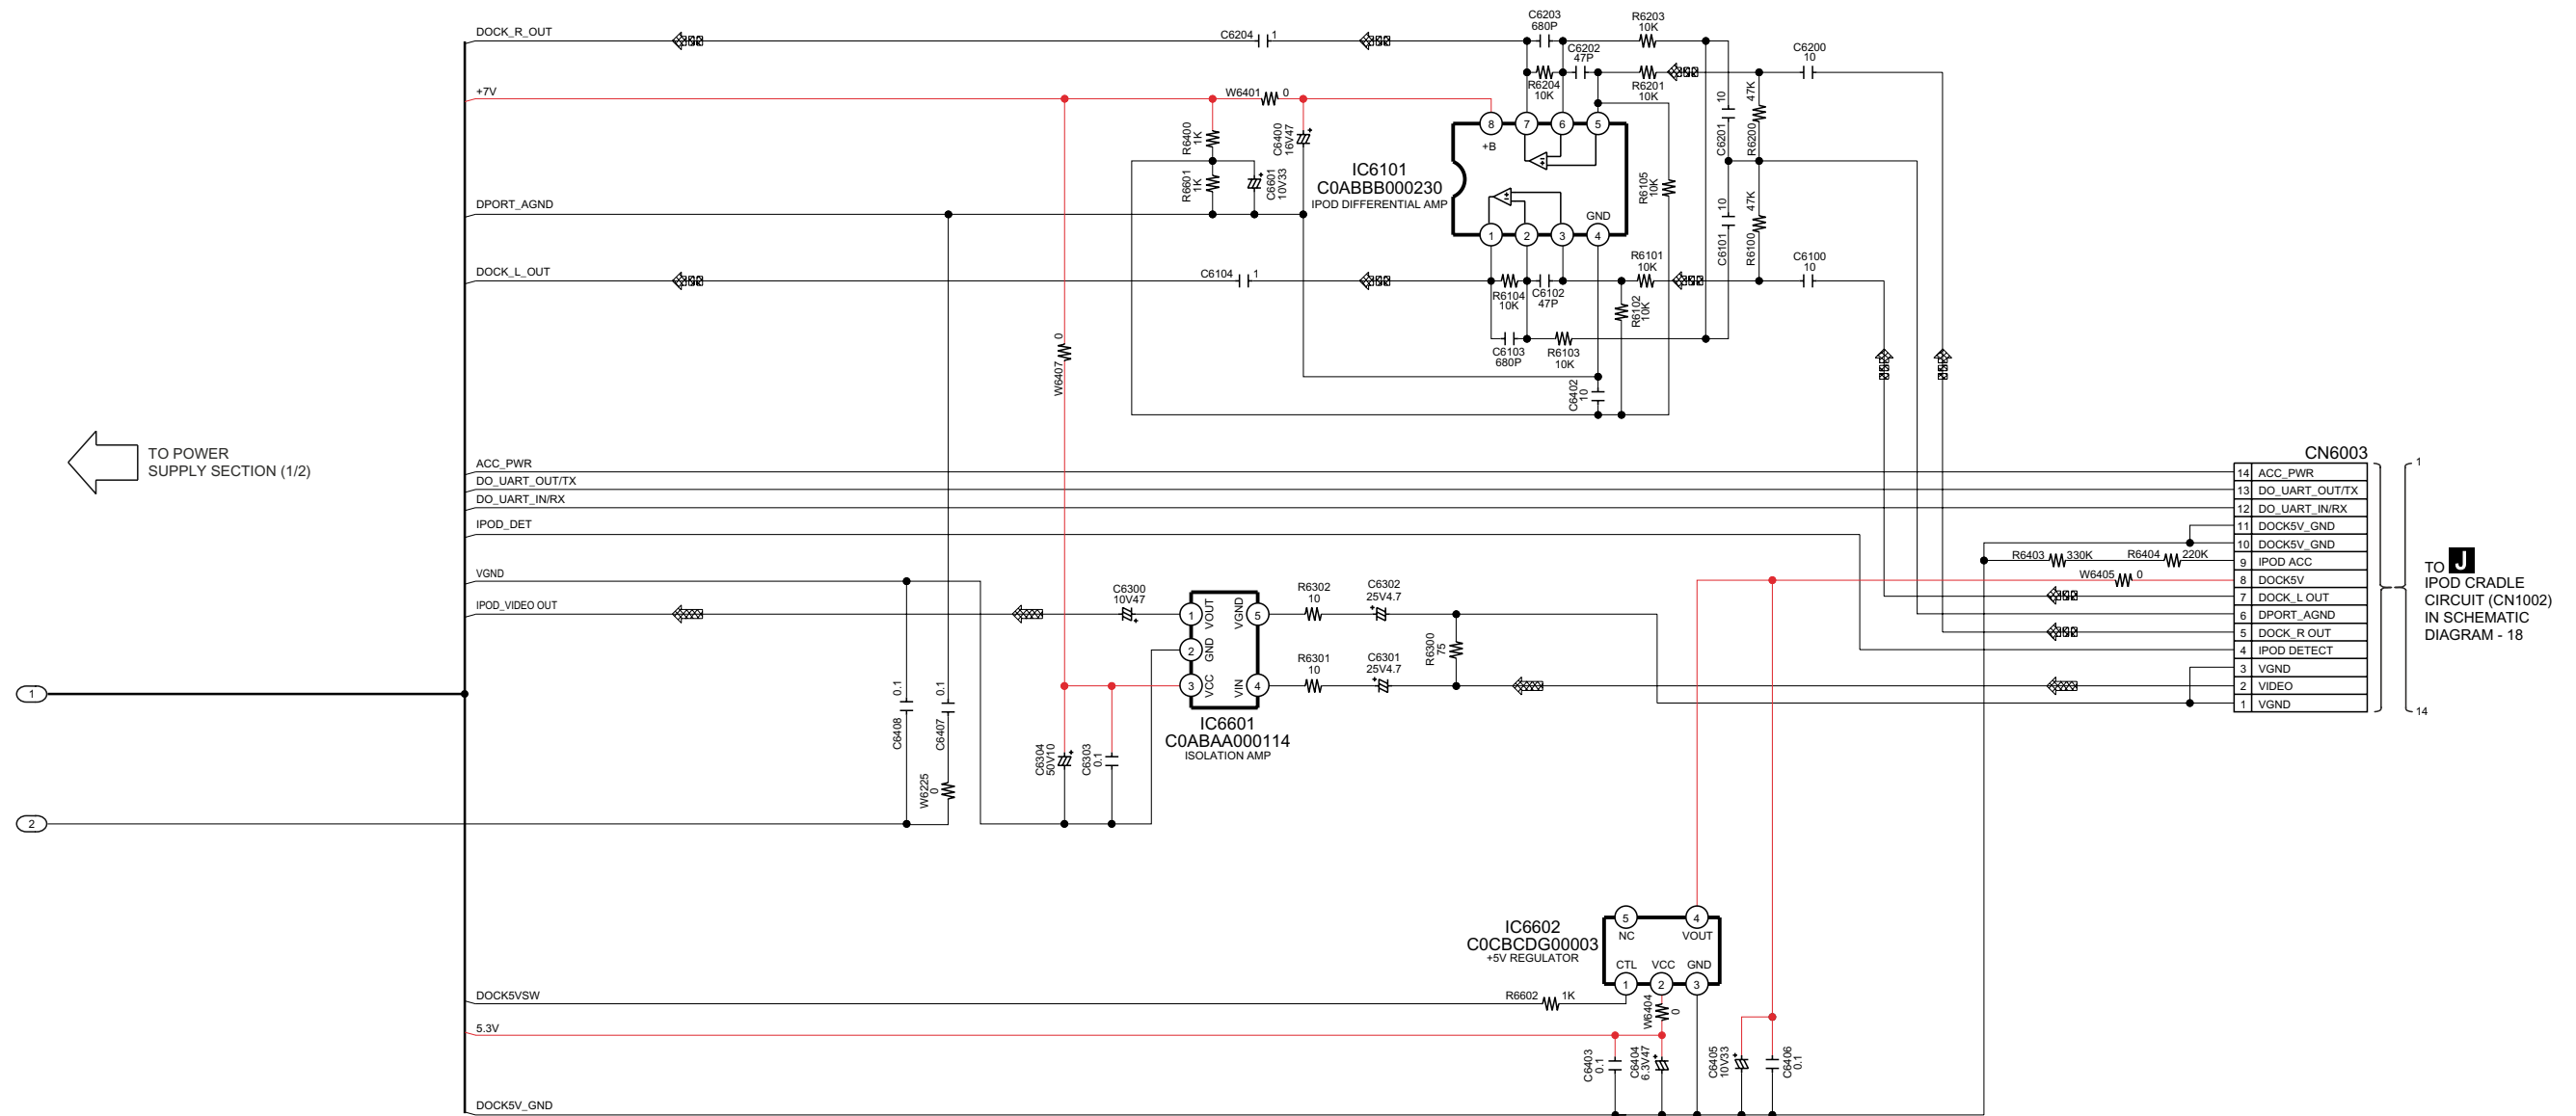 DOCK_R_OUT
C6204 1
C6203
680P
R6203
10K
C6202
47P
C6200
10
R6204
10K
R6201
10K
+7V
W6401 0
R6400
1K
C6400
16V47
R6601
1K
C6601
10V33
8 7 6 5
+B
IC6101
C0ABBB000230
IPOD DIFFERENTIAL AMP
GND
1 2 3 4
R6105
10K
C6201 10
R6200 47K
C6101 10
R6100 47K
DPORT_AGND
DOCK_L_OUT
C6104 1
R6104
10K
C6102
47P
R6101
10K
R6102
10K
C6100
10
C6103
680P
R6103
10K
C6402
10
W6407 0
TO POWER
SUPPLY SECTION (1/2)
ACC_PWR
DO_UART_OUT/TX
DO_UART_IN/RX
IPOD_DET
VGND
IPOD_VIDEO OUT
CN6003
14 ACC_PWR
13 DO_UART_OUT/TX
12 DO_UART_IN/RX
11 DOCK5V_GND
10 DOCK5V_GND
9 IPOD ACC
8 DOCK5V
7 DOCK_L OUT
6 DPORT_AGND
5 DOCK_R OUT
4 IPOD DETECT
3 VGND
2 VIDEO
1 VGND
1
14
TO J
IPOD CRADLE
CIRCUIT (CN1002)
IN SCHEMATIC
DIAGRAM - 18
R6403 330K
R6404 220K
W6405 0
C6300
10V47
1 VOUT
2 GND
3 VCC
VGND 5
VIN 4
IC6601
C0ABAA000114
ISOLATION AMP
R6302
10
C6302
25V4.7
R6301
10
C6301
25V4.7
R6300
75
1
2
C6408 0.1
C6407 0.1
W6225
0
C6304
50V10
C6303
0.1
IC6602
C0CBCDG00003
+5V REGULATOR
5 4
NC VOUT
CTL VCC GND
1 2 3
DOCK5VSW
R6602 1K
W6404
0
5.3V
C6403
0.1
C6404
6.3V47
C6405
10V33
C6406
0.1
DOCK5V_GND